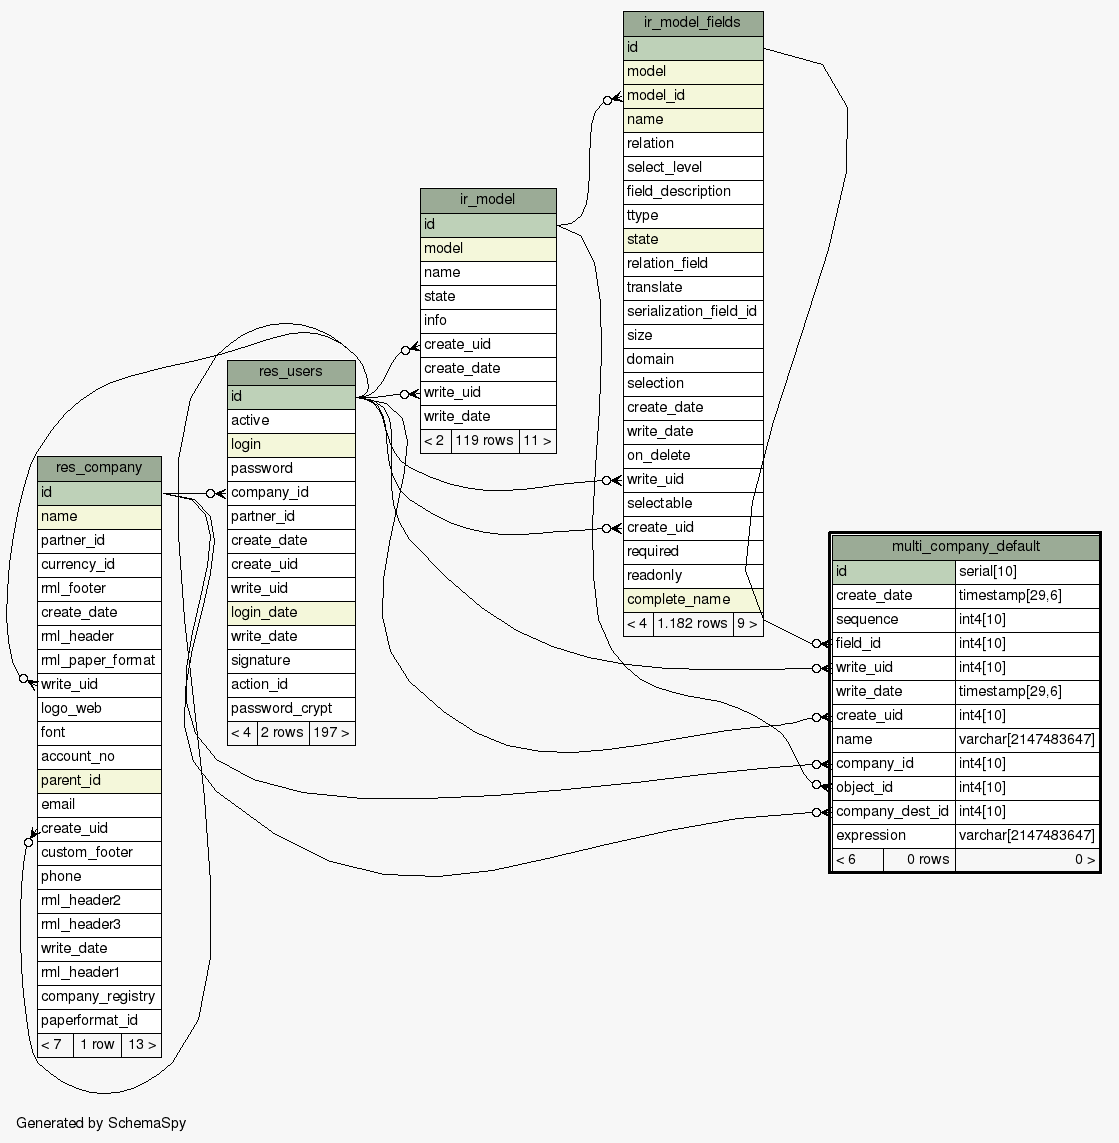 ir_model_fields
id
model
model_id
name
relation
select_level
field_description
ttype
state
relation_field
translate
serialization_field_id
size
domain
selection
create_date
write_date
on_delete
write_uid
selectable
create_uid
required
readonly
complete_name
< 4 1.182 rows 9 >
ir_model
id
model
name
state
info
create_uid
create_date
write_uid
write_date
< 2 119 rows 11 >
res_users
id
active
login
password
company_id
partner_id
create_date
create_uid
write_uid
login_date
write_date
signature
action_id
password_crypt
< 4 2 rows 197 >
res_company
id
name
partner_id
currency_id
rml_footer
create_date
rml_header
rml_paper_format
write_uid
logo_web
font
account_no
parent_id
email
create_uid
custom_footer
phone
rml_header2
rml_header3
write_date
rml_header1
company_registry
paperformat_id
< 7 1 row 13 >
multi_company_default
id serial[10]
create_date timestamp[29,6]
sequence int4[10]
field_id int4[10]
write_uid int4[10]
write_date timestamp[29,6]
create_uid int4[10]
name varchar[2147483647]
company_id int4[10]
object_id int4[10]
company_dest_id int4[10]
expression varchar[2147483647]
< 6 0 rows 0 >
Generated by SchemaSpy